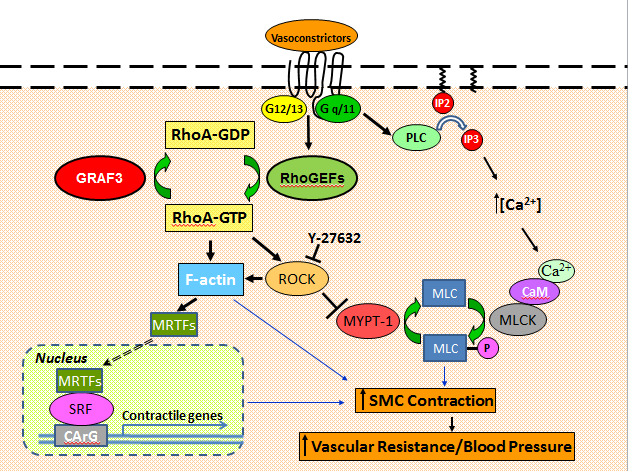 Vasoconstrictors
G12/13
G q/11
IP2
IP3
PLC
RhoA-GDP
GRAF3
RhoGEFs
RhoA-GTP
[Ca²⁺]
Y-27632
F-actin
ROCK
Ca²⁺
CaM
MLCK
MLC
MYPT-1
MLC
P
MRTFs
Nucleus
MRTFs
SRF
CArG
Contractile genes
SMC Contraction
Vascular Resistance/Blood Pressure